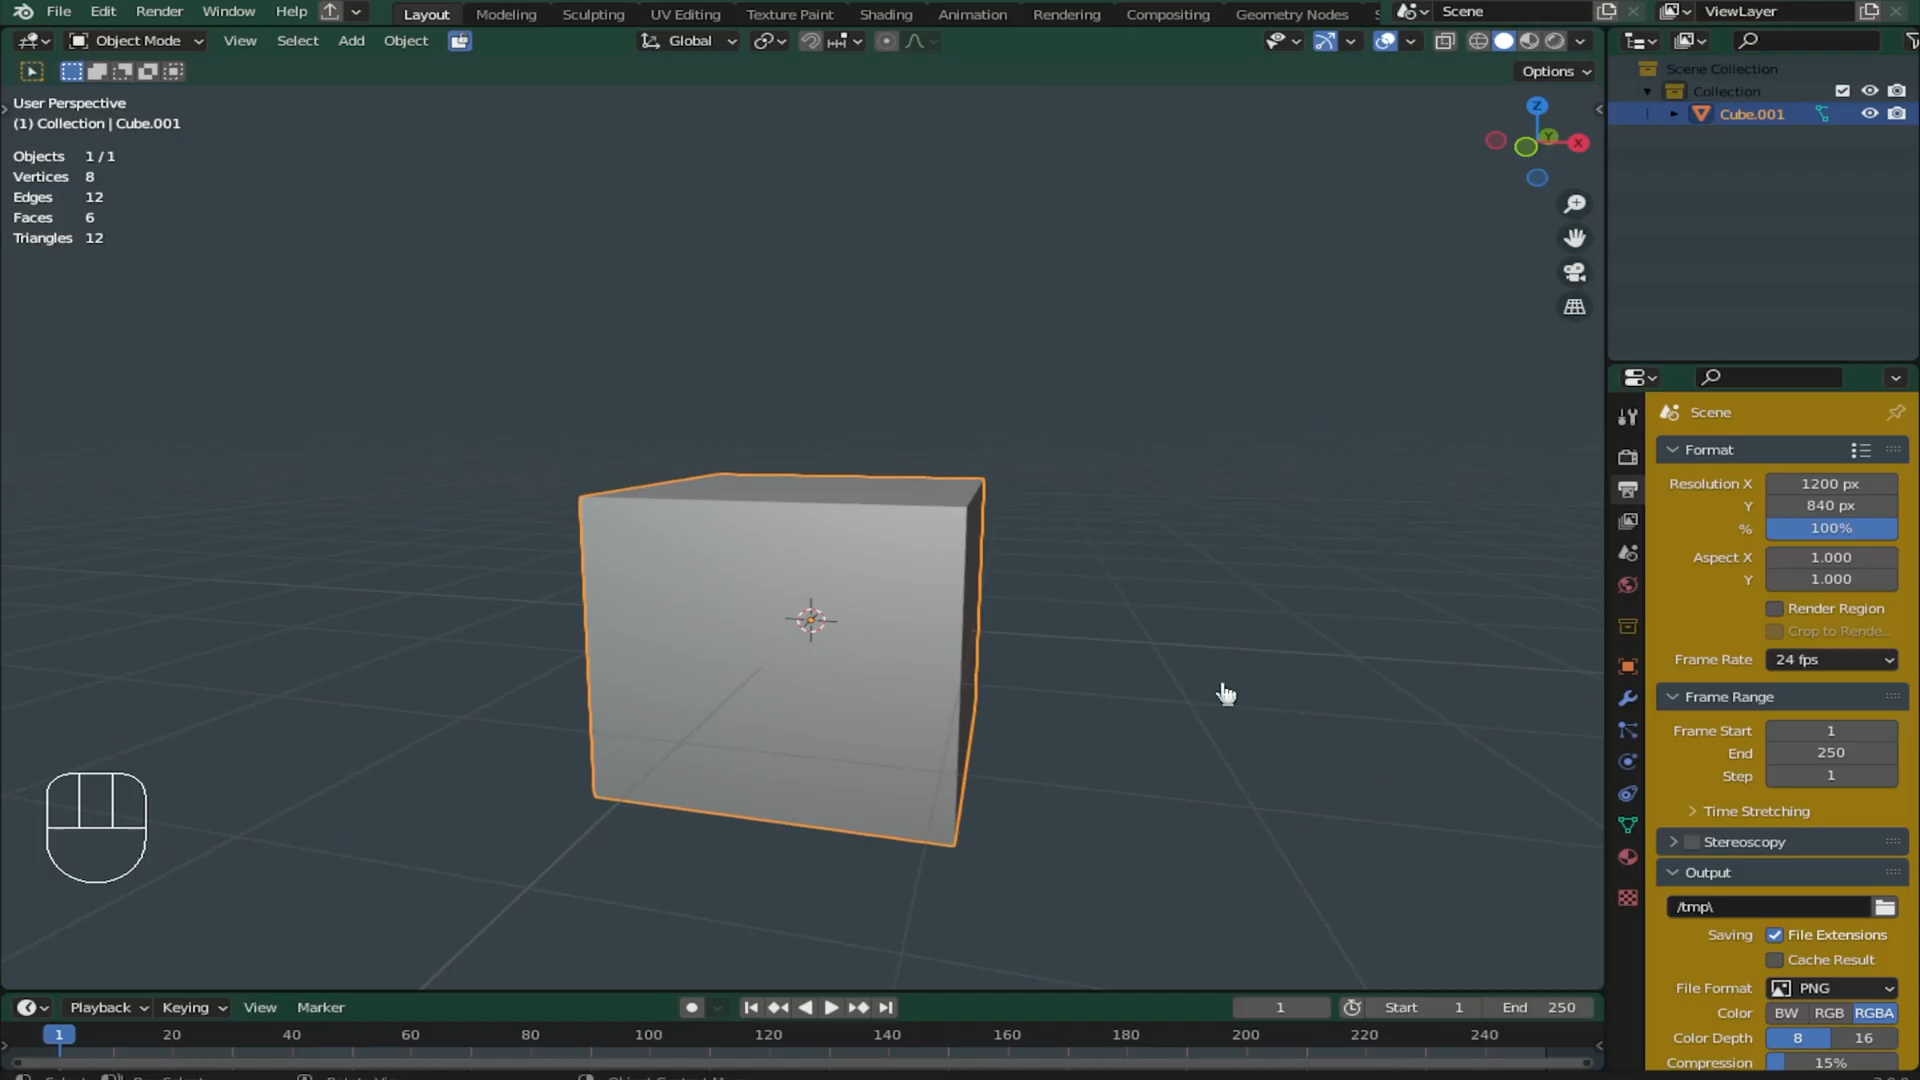 File Edit Render Window Help Layout Modeling Sculpting UV Editing Texture Paint Shading Animation Rendering Compositing Geometry Nodes Scene ViewLayer
Object Mode View Select Add Object Global
Options
User Perspective
(1) Collection | Cube.001
Objects 1 / 1
Vertices 8
Edges 12
Faces 6
Triangles 12
Z
Y
X
Scene Collection
Collection
Cube.001
Scene
Format
Resolution X 1200 px
Y 840 px
% 100%
Aspect X 1.000
Y 1.000
Render Region
Crop to Rende...
Frame Rate 24 fps
Frame Range
Frame Start 1
End 250
Step 1
Time Stretching
Stereoscopy
Output
/tmp\
Saving File Extensions
Cache Result
File Format PNG
Color BW RGB RGBA
Color Depth 8 16
Compression 15%
Playback Keying View Marker 1 Start 1 End 250
1 20 40 60 80 100 120 140 160 180 200 220 240